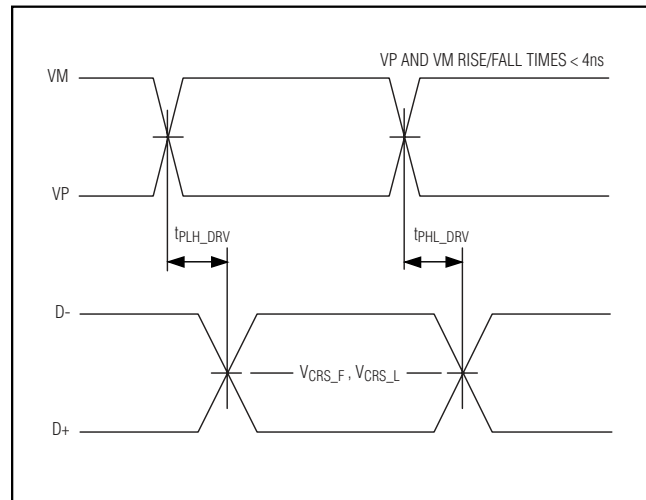 VP AND VM RISE/FALL TIMES < 4ns
VM
VP
tPLH_DRV
tPHL_DRV
D-
VCRS_F , VCRS_L
D+